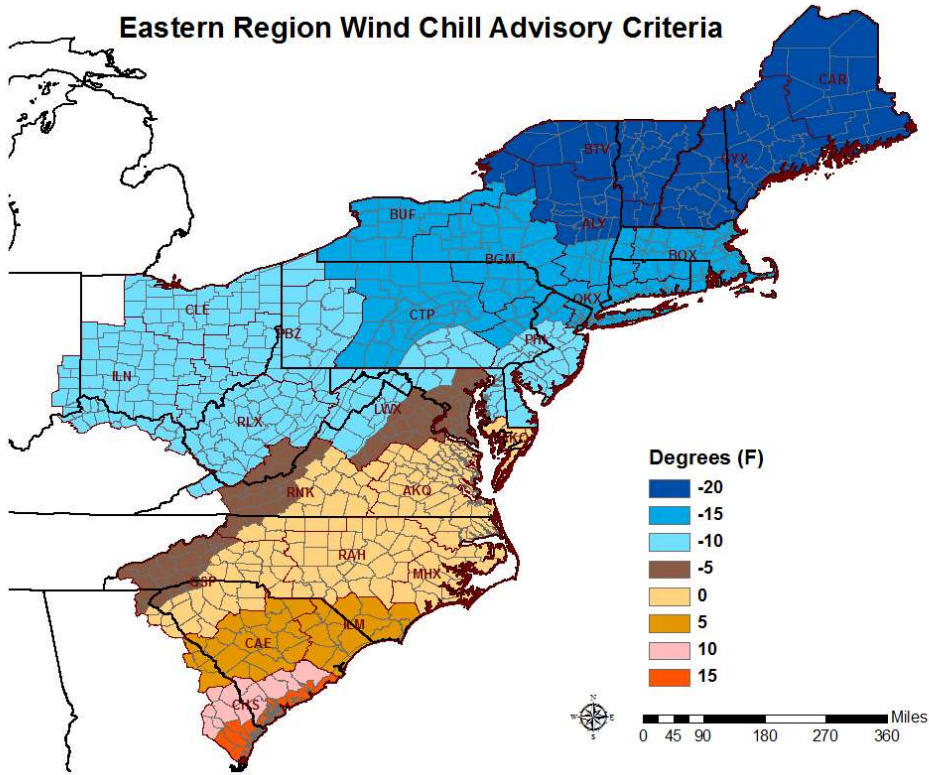 Eastern Region Wind Chill Advisory Criteria
CAR
BTV
GYX
BUF
ALY
BGM
BOX
CLE
CTP
OKX
PBZ
PHI
ILN
LWX
RLX
AKQ
RNK
AKQ
RAH
GSP
MHX
ILM
CAE
CHS
Degrees (F)
-20
-15
-10
-5
0
5
10
15
N
W E
S
Miles
0 45 90 180 270 360